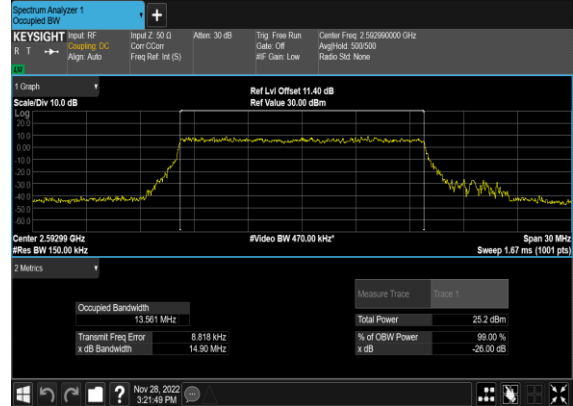 Spectrum Analyzer 1
Occupied BW
KEYSIGHT Input: RF Input Z: 50 Ω Atten: 30 dB Trig: Free Run Center Freq: 2.592990000 GHz
R T Coupling: DC Corr CCorr Gate: Off Avg|Hold: 500/500
Align: Auto Freq Ref: Int (S) #IF Gain: Low Radio Std: None
LM
1 Graph
Ref Lvl Offset 11.40 dB
Scale/Div 10.0 dB Ref Value 30.00 dBm
Log
20.0
10.0
0.00
-10.0
-20.0
-30.0
-40.0
-50.0
-60.0
Center 2.59299 GHz #Video BW 470.00 kHz* Span 30 MHz
#Res BW 150.00 kHz Sweep 1.67 ms (1001 pts)
2 Metrics
Measure Trace Trace 1
Occupied Bandwidth
13.561 MHz Total Power 25.2 dBm
Transmit Freq Error 8.818 kHz % of OBW Power 99.00 %
x dB Bandwidth 14.90 MHz x dB -26.00 dB
Nov 28, 2022
3:21:49 PM